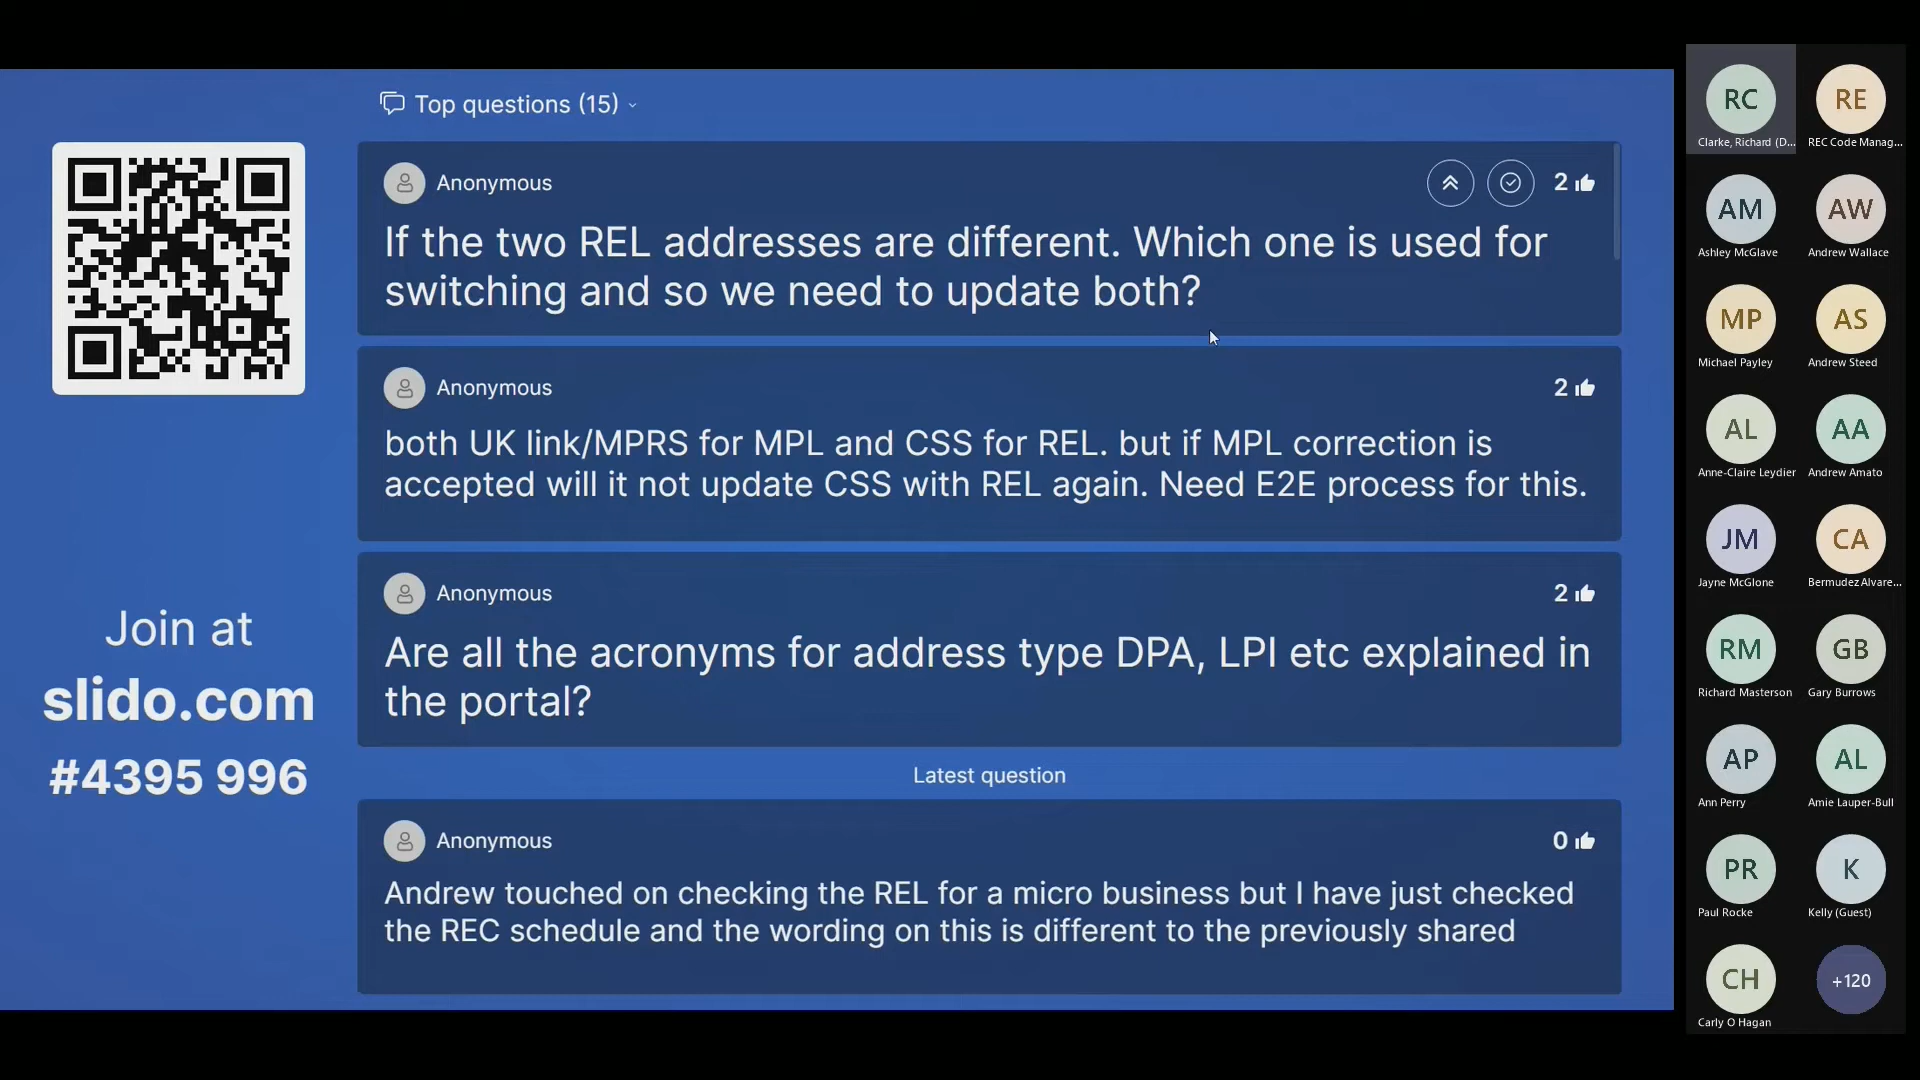 Top questions (15)
Anonymous
2
If the two REL addresses are different. Which one is used for
switching and so we need to update both?
Anonymous
2
both UK link/MPRS for MPL and CSS for REL. but if MPL correction is
accepted will it not update CSS with REL again. Need E2E process for this.
Anonymous
2
Are all the acronyms for address type DPA, LPI etc explained in
the portal?
Latest question
Anonymous
0
Andrew touched on checking the REL for a micro business but I have just checked
the REC schedule and the wording on this is different to the previously shared
Join at
slido.com
#4395 996
RC
Clarke, Richard (D...
RE
REC Code Manag...
AM
Ashley McGlave
AW
Andrew Wallace
MP
Michael Payley
AS
Andrew Steed
AL
Anne-Claire Leydier
AA
Andrew Amato
JM
Jayne McGlone
CA
Bermudez Alvare...
RM
Richard Masterson
GB
Gary Burrows
AP
Ann Perry
AL
Amie Lauper-Bull
PR
Paul Rocke
K
Kelly (Guest)
CH
Carly O Hagan
+120